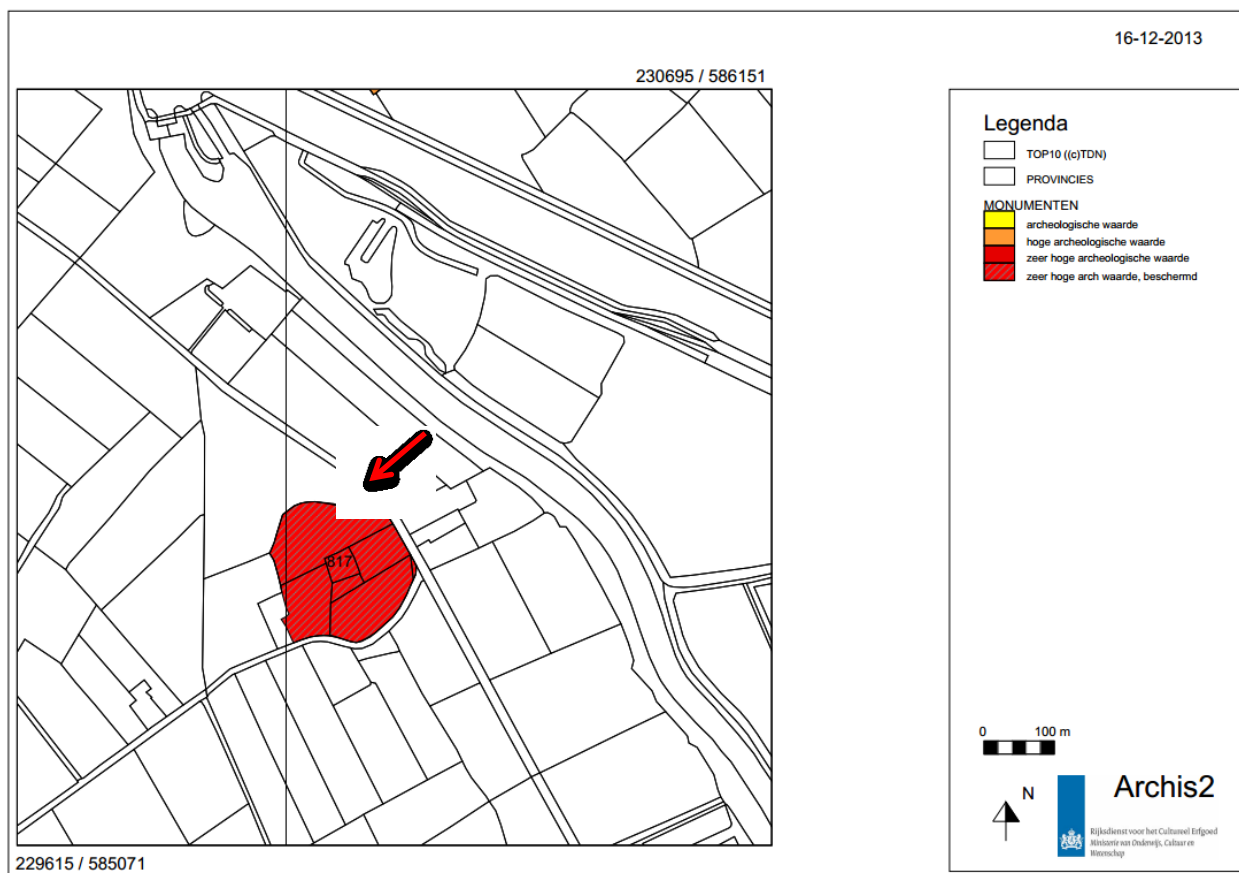 16-12-2013
230695 / 586151
Legenda
TOP10 ((c)TDN)
PROVINCIES
MONUMENTEN
archeologische waarde
hoge archeologische waarde
zeer hoge archeologische waarde
zeer hoge arch waarde, beschermd
817
0 100 m
N
Archis2
Rijksdienst voor het Cultureel Erfgoed
Ministerie van Onderwijs, Cultuur en
Wetenschap
229615 / 585071